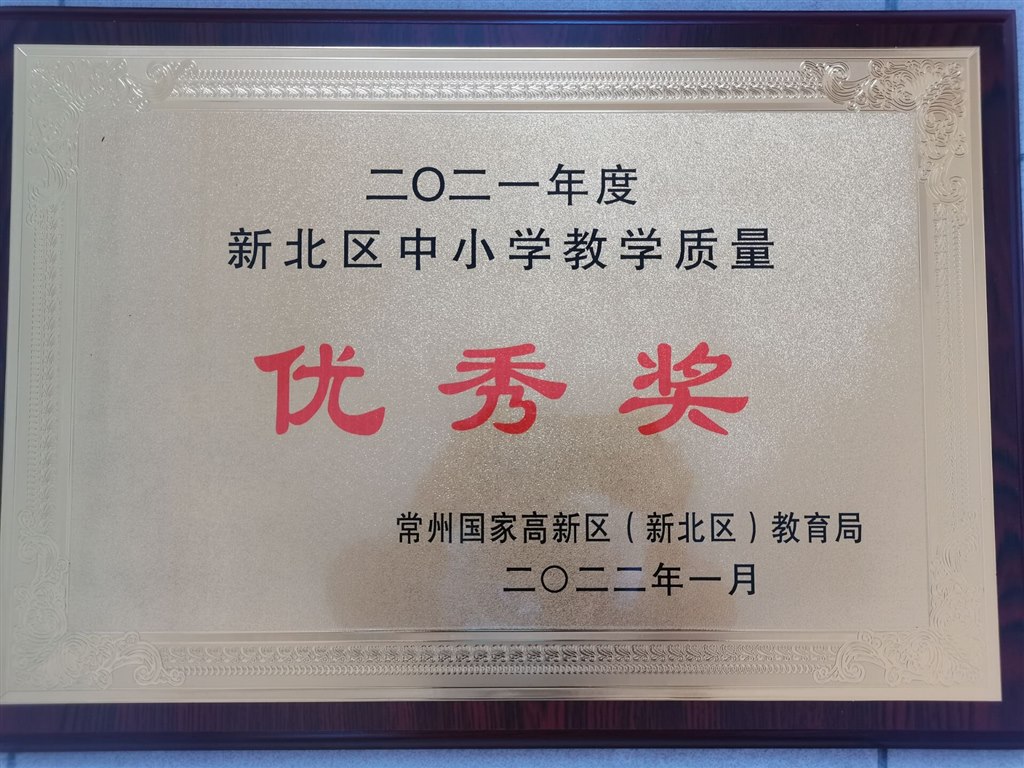 二〇二一年度
新北区中小学教学质量
优秀奖
常州国家高新区（新北区）教育局
二〇二二年一月